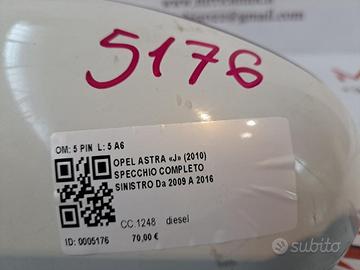 5176
OM: 5 PIN L: 5 A6
OPEL ASTRA «J» (2010)
SPECCHIO COMPLETO
SINISTRO Da 2009 A 2016
CC:1248 diesel
ID: 0005176 70,00 €
subito